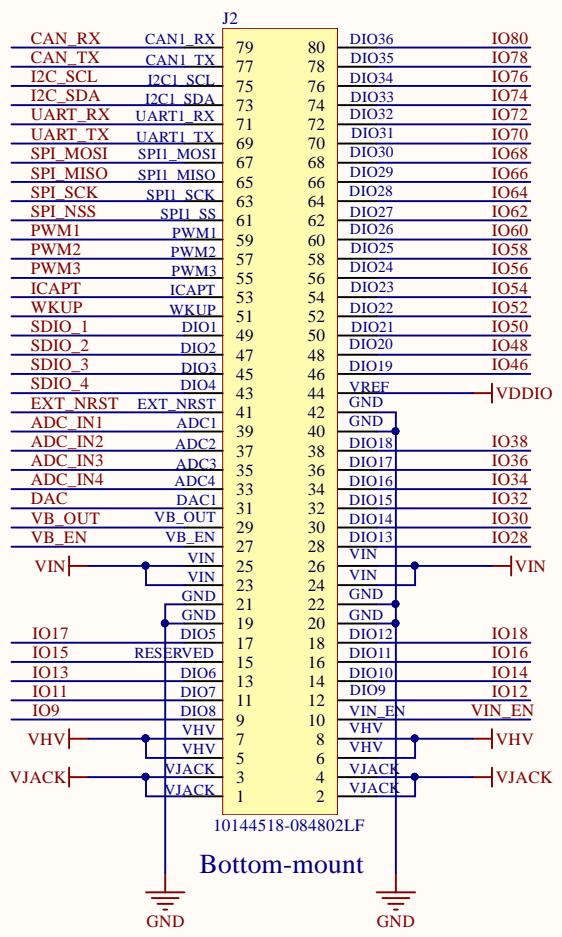 J2
CAN_RX CAN1_RX 79 80 DIO36 IO80
CAN_TX CAN1_TX 77 78 DIO35 IO78
I2C_SCL I2C1_SCL 75 76 DIO34 IO76
I2C_SDA I2C1_SDA 73 74 DIO33 IO74
UART_RX UART1_RX 71 72 DIO32 IO72
UART_TX UART1_TX 69 70 DIO31 IO70
SPI_MOSI SPI1_MOSI 67 68 DIO30 IO68
SPI_MISO SPI1_MISO 65 66 DIO29 IO66
SPI_SCK SPI1_SCK 63 64 DIO28 IO64
SPI_NSS SPI1_SS 61 62 DIO27 IO62
PWM1 PWM1 59 60 DIO26 IO60
PWM2 PWM2 57 58 DIO25 IO58
PWM3 PWM3 55 56 DIO24 IO56
ICAPT ICAPT 53 54 DIO23 IO54
WKUP WKUP 51 52 DIO22 IO52
SDIO_1 DIO1 49 50 DIO21 IO50
SDIO_2 DIO2 47 48 DIO20 IO48
SDIO_3 DIO3 45 46 DIO19 IO46
SDIO_4 DIO4 43 44 VREF VDDIO
EXT_NRST EXT_NRST 41 42 GND
ADC_IN1 ADC1 39 40 GND
ADC_IN2 ADC2 37 38 DIO18 IO38
ADC_IN3 ADC3 35 36 DIO17 IO36
ADC_IN4 ADC4 33 34 DIO16 IO34
DAC DAC1 31 32 DIO15 IO32
VB_OUT VB_OUT 29 30 DIO14 IO30
VB_EN VB_EN 27 28 DIO13 IO28
VIN VIN 25 26 VIN VIN
VIN 23 24 VIN
GND 21 22 GND
GND 19 20 GND
IO17 DIO5 17 18 DIO12 IO18
IO15 RESERVED 15 16 DIO11 IO16
IO13 DIO6 13 14 DIO10 IO14
IO11 DIO7 11 12 DIO9 IO12
IO9 DIO8 9 10 VIN_EN VIN_EN
VHV VHV 7 8 VHV VHV
VHV 5 6 VHV
VJACK VJACK 3 4 VJACK VJACK
VJACK 1 2 VJACK
10144518-084802LF
Bottom-mount
GND GND